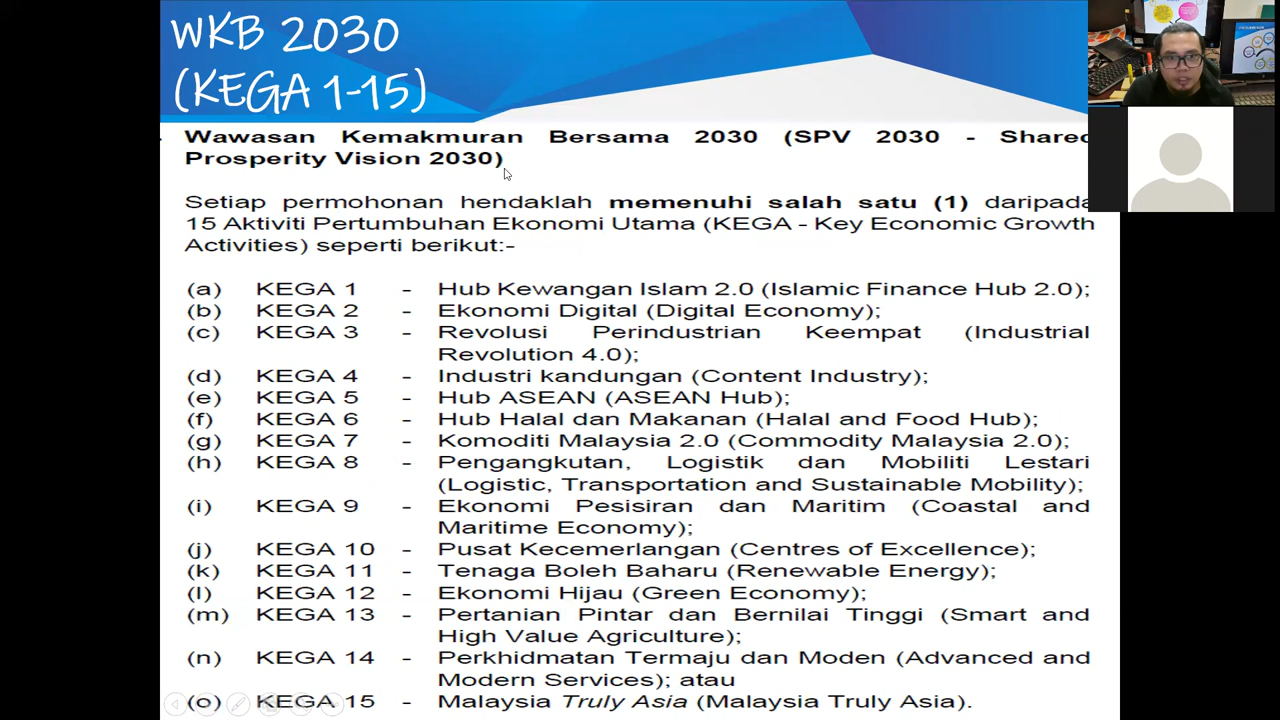 WKB 2030
(KEGA 1-15)
Wawasan Kemakmuran Bersama 2030 (SPV 2030 - Shared
Prosperity Vision 2030)
Setiap permohonan hendaklah memenuhi salah satu (1) daripada
15 Aktiviti Pertumbuhan Ekonomi Utama (KEGA - Key Economic Growth
Activities) seperti berikut:-
(a) KEGA 1 - Hub Kewangan Islam 2.0 (Islamic Finance Hub 2.0);
(b) KEGA 2 - Ekonomi Digital (Digital Economy);
(c) KEGA 3 - Revolusi Perindustrian Keempat (Industrial
Revolution 4.0);
(d) KEGA 4 - Industri kandungan (Content Industry);
(e) KEGA 5 - Hub ASEAN (ASEAN Hub);
(f) KEGA 6 - Hub Halal dan Makanan (Halal and Food Hub);
(g) KEGA 7 - Komoditi Malaysia 2.0 (Commodity Malaysia 2.0);
(h) KEGA 8 - Pengangkutan, Logistik dan Mobiliti Lestari
(Logistic, Transportation and Sustainable Mobility);
(i) KEGA 9 - Ekonomi Pesisiran dan Maritim (Coastal and
Maritime Economy);
(j) KEGA 10 - Pusat Kecemerlangan (Centres of Excellence);
(k) KEGA 11 - Tenaga Boleh Baharu (Renewable Energy);
(l) KEGA 12 - Ekonomi Hijau (Green Economy);
(m) KEGA 13 - Pertanian Pintar dan Bernilai Tinggi (Smart and
High Value Agriculture);
(n) KEGA 14 - Perkhidmatan Termaju dan Moden (Advanced and
Modern Services); atau
(o) KEGA 15 - Malaysia Truly Asia (Malaysia Truly Asia).